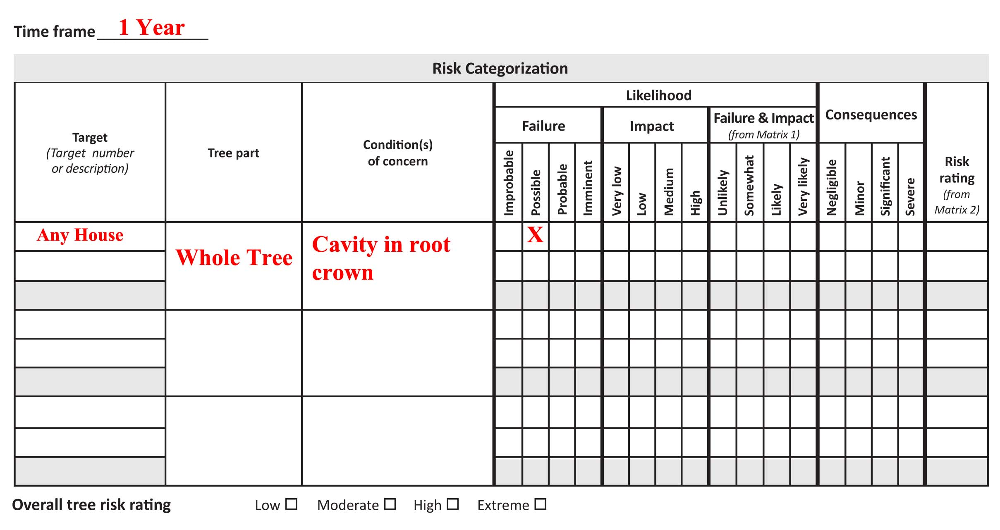 Time frame 1 Year
Risk Categorization
Likelihood
Failure
Impact
Failure & Impact
(from Matrix 1)
Consequences
Target
(Target number
or description)
Tree part
Condition(s)
of concern
Improbable
Possible
Probable
Imminent
Very low
Low
Medium
High
Unlikely
Somewhat
Likely
Very likely
Negligible
Minor
Significant
Severe
Risk
rating
(from
Matrix 2)
Any House
Whole Tree
Cavity in root
crown
X
Overall tree risk rating Low Moderate High Extreme